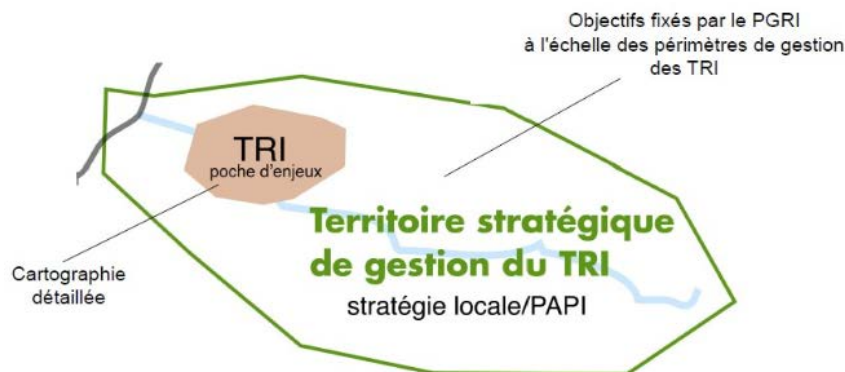 Objectifs fixés par le PGRI
à l'échelle des périmètres de gestion
des TRI
TRI
poche d'enjeux
Territoire stratégique
de gestion du TRI
stratégie locale/PAPI
Cartographie
détaillée